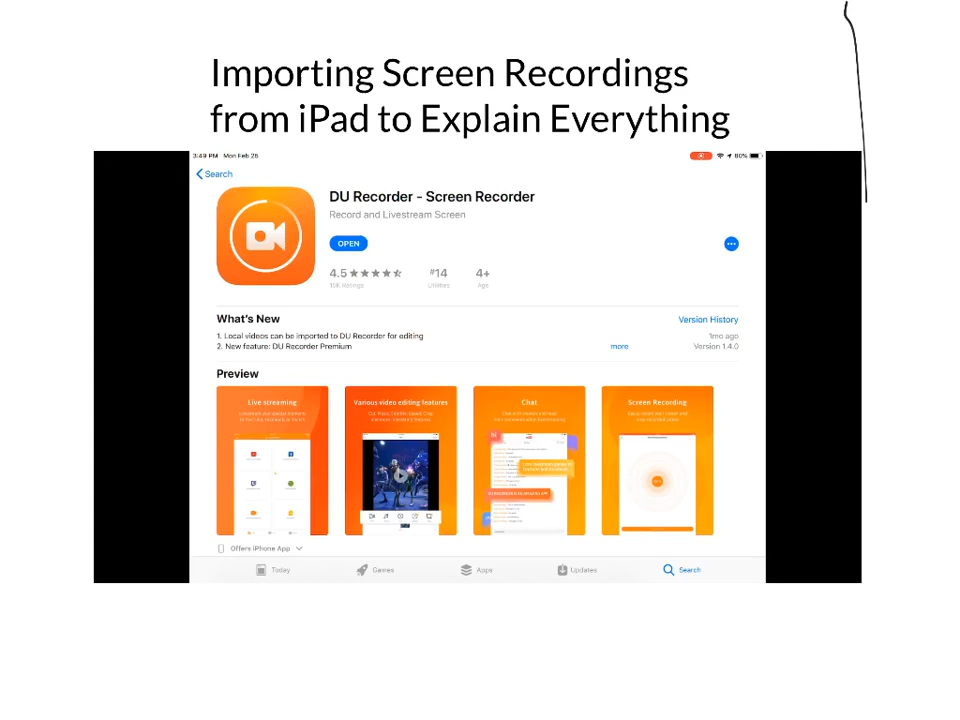 Importing Screen Recordings
from iPad to Explain Everything
3:49 PM Mon Feb 25
80%
Search
DU Recorder - Screen Recorder
Record and Livestream Screen
OPEN
4.5 #14 4+
Ratings Utilities Age
What's New Version History
1. Local videos can be imported to DU Recorder for editing 1mo ago
2. New feature: DU Recorder Premium more Version 1.4.0
Preview
Live streaming Various video editing features Chat Screen Recording
Offers iPhone App
Today Games Apps Updates Search